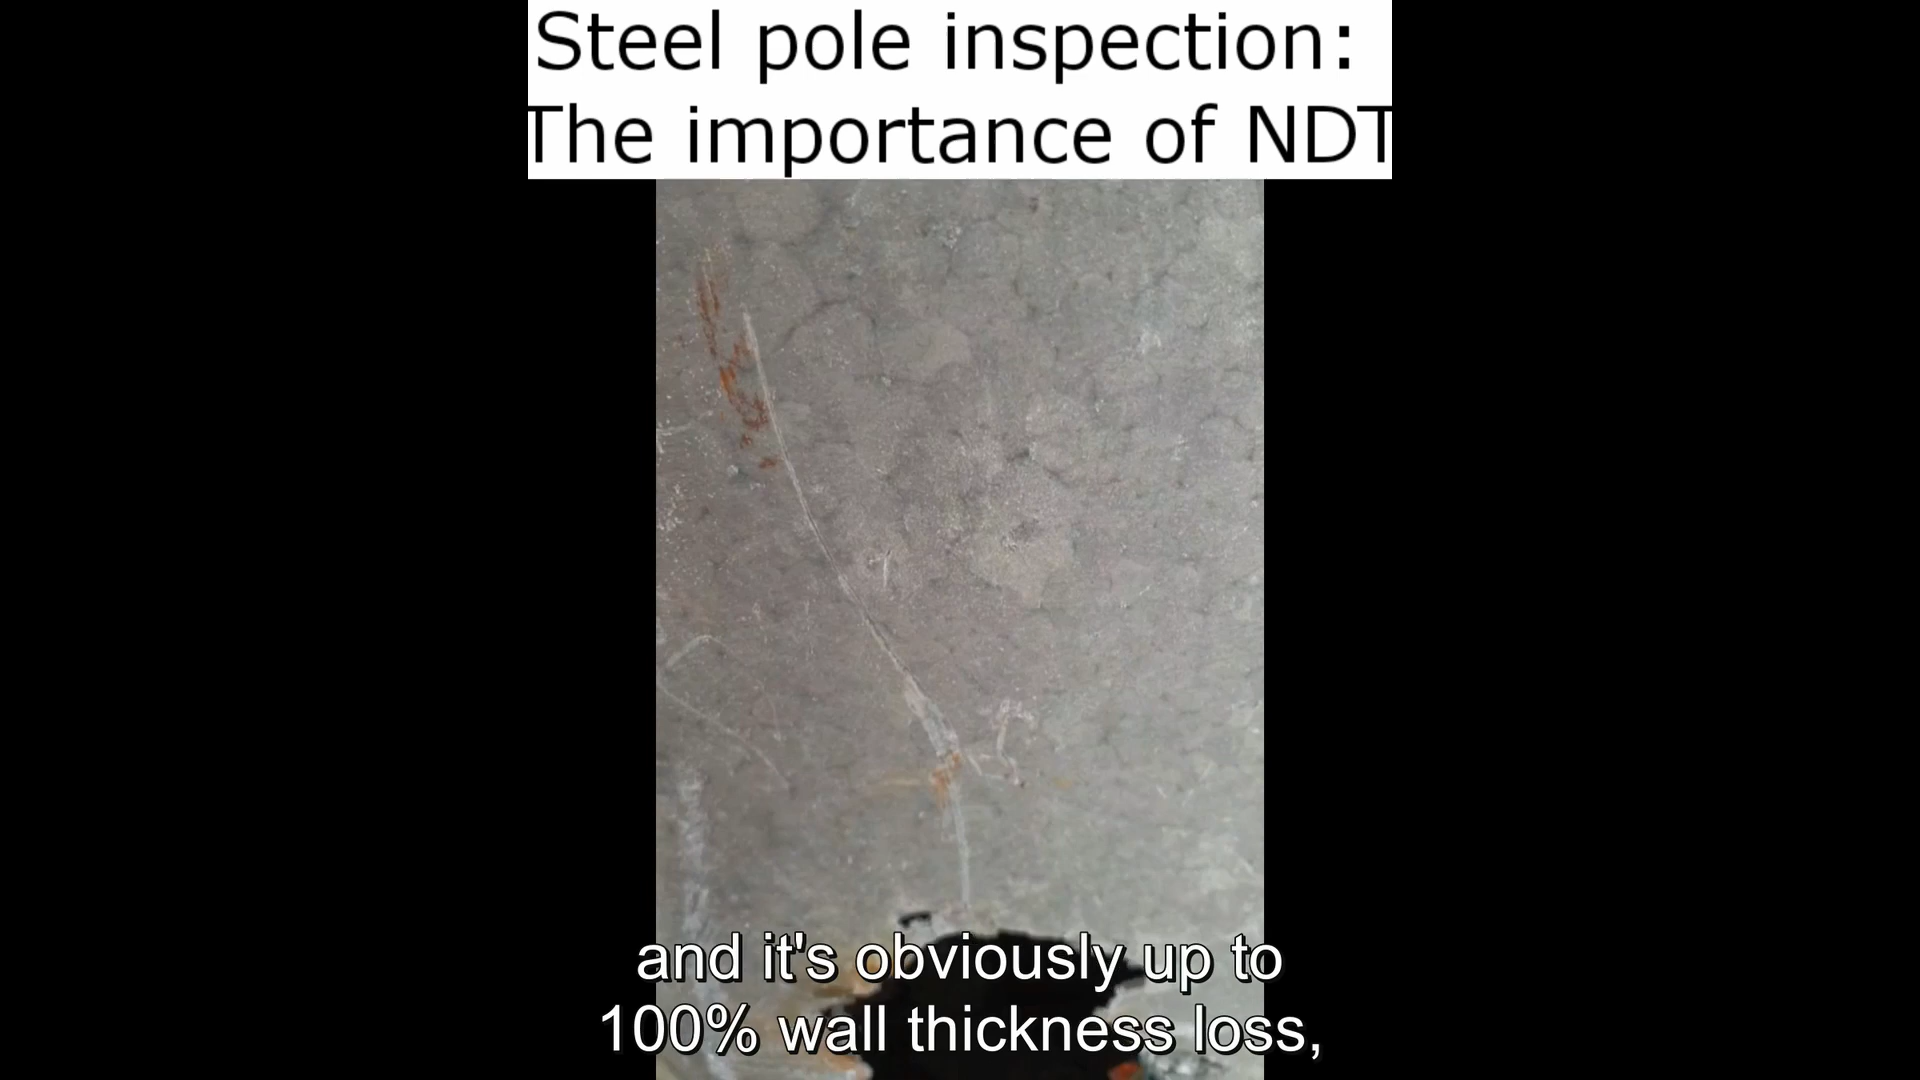 Steel pole inspection:
The importance of NDT
and it's obviously up to
100% wall thickness loss,